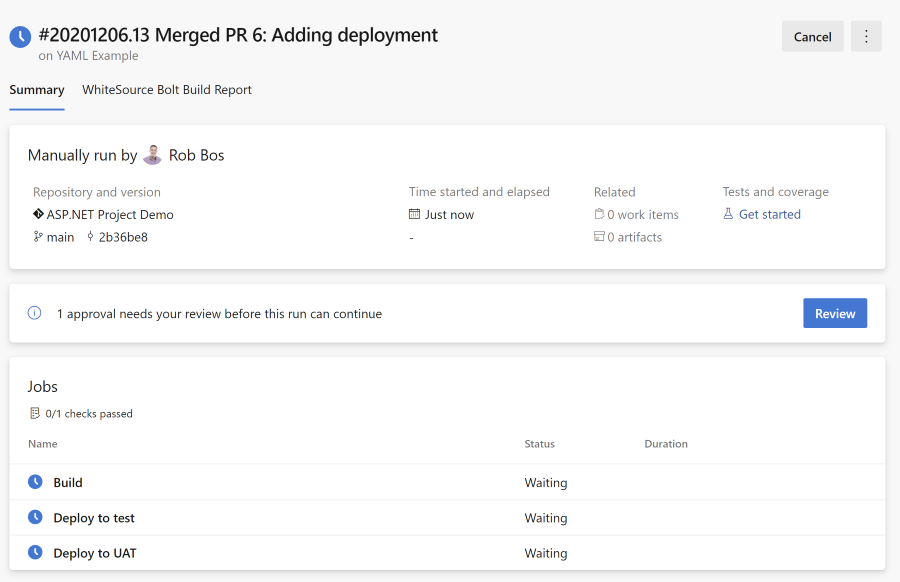 #20201206.13 Merged PR 6: Adding deployment
on YAML Example
Cancel
Summary WhiteSource Bolt Build Report
Manually run by Rob Bos
Repository and version Time started and elapsed Related Tests and coverage
ASP.NET Project Demo Just now 0 work items Get started
main 2b36be8 - 0 artifacts
1 approval needs your review before this run can continue Review
Jobs
0/1 checks passed
Name Status Duration
Build Waiting
Deploy to test Waiting
Deploy to UAT Waiting